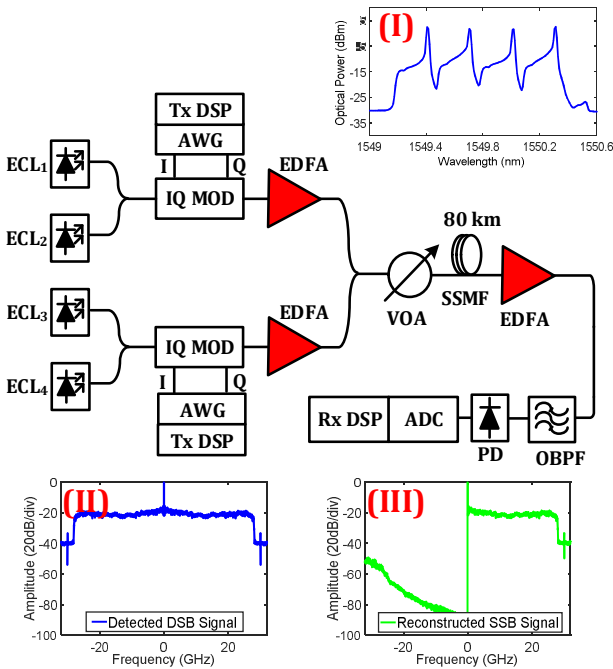 (I)
Optical Power (dBm)
-5
-15
-25
-35
1549
1549.4
1549.8
1550.2
1550.6
Wavelength (nm)
Tx DSP
AWG
I
Q
IQ MOD
EDFA
ECL1
ECL2
80 km
VOA
SSMF
EDFA
ECL3
ECL4
EDFA
IQ MOD
I
Q
AWG
Tx DSP
Rx DSP
ADC
PD
OBPF
(II)
Amplitude (20dB/div)
0
-20
-40
-60
-80
-100
Detected DSB Signal
-20
0
20
Frequency (GHz)
(III)
Amplitude (20dB/div)
0
-20
-40
-60
-80
-100
Reconstructed SSB Signal
-20
0
20
Frequency (GHz)